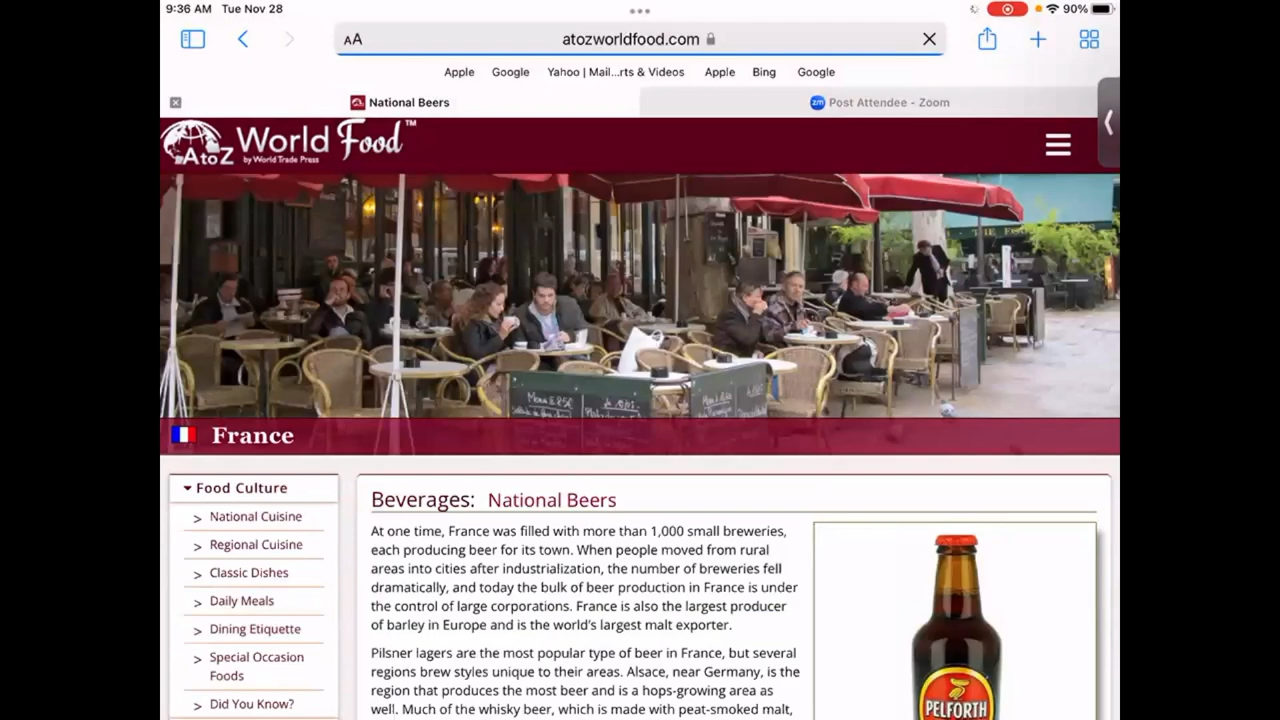 9:36 AM Tue Nov 28
90%
AA atozworldfood.com
Apple Google Yahoo | Mail...rts & Videos Apple Bing Google
National Beers
zm Post Attendee - Zoom
AtoZ World Food™
by World Trade Press
France
Food Culture
> National Cuisine
> Regional Cuisine
> Classic Dishes
> Daily Meals
> Dining Etiquette
> Special Occasion
Foods
> Did You Know?
Beverages: National Beers
At one time, France was filled with more than 1,000 small breweries,
each producing beer for its town. When people moved from rural
areas into cities after industrialization, the number of breweries fell
dramatically, and today the bulk of beer production in France is under
the control of large corporations. France is also the largest producer
of barley in Europe and is the world's largest malt exporter.
Pilsner lagers are the most popular type of beer in France, but several
regions brew styles unique to their areas. Alsace, near Germany, is the
region that produces the most beer and is a hops-growing area as
well. Much of the whisky beer, which is made with peat-smoked malt,
PELFORTH